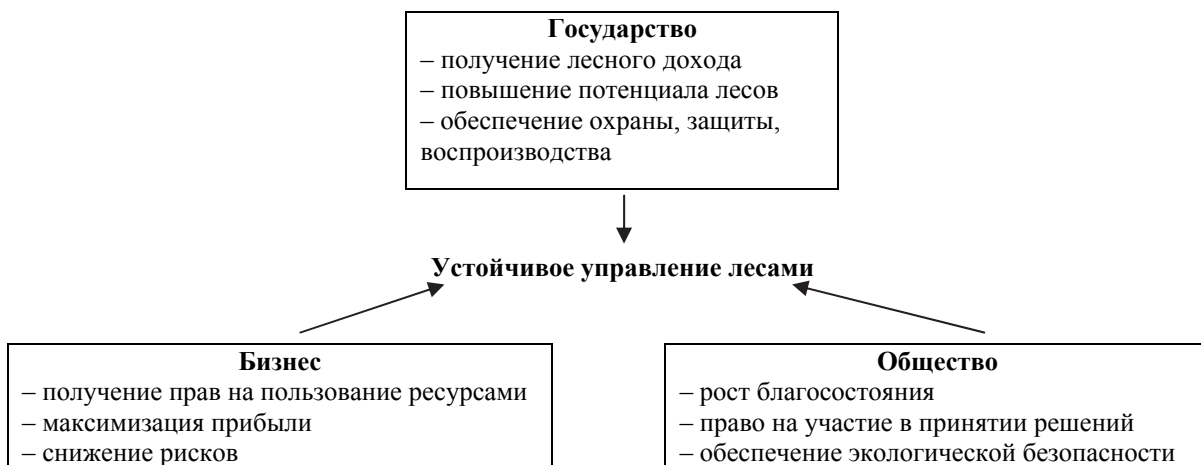 Государство
– получение лесного дохода
– повышение потенциала лесов
– обеспечение охраны, защиты,
воспроизводства
Устойчивое управление лесами
Бизнес
– получение прав на пользование ресурсами
– максимизация прибыли
– снижение рисков
Общество
– рост благосостояния
– право на участие в принятии решений
– обеспечение экологической безопасности